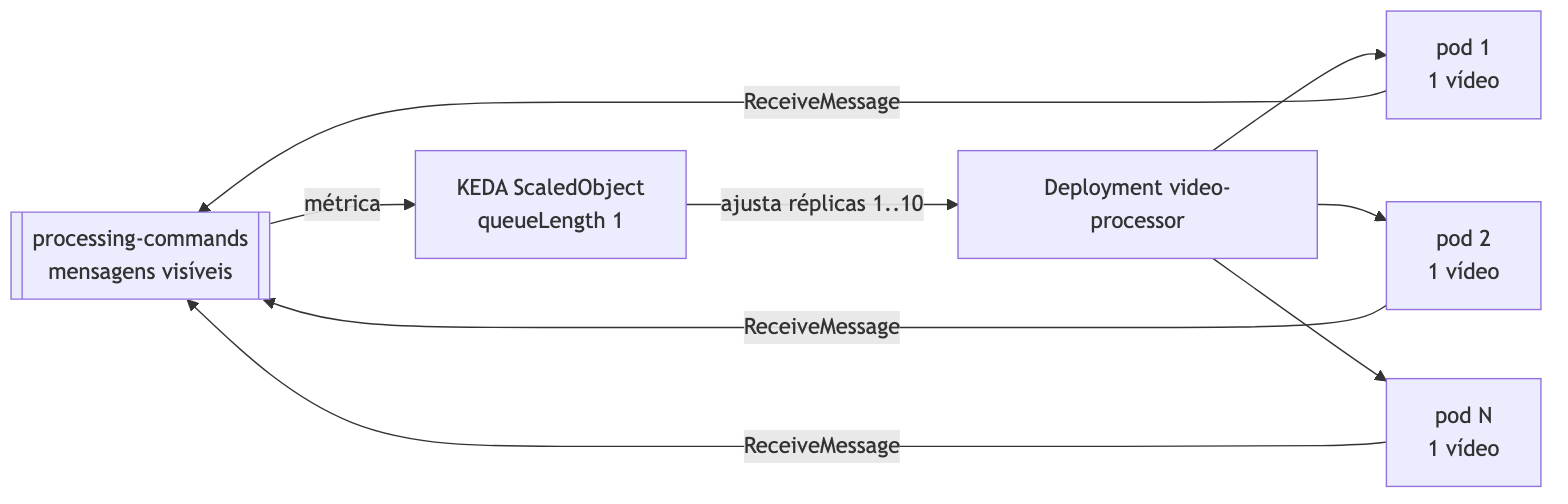 pod 1
1 vídeo
ReceiveMessage
KEDA ScaledObject
queueLength 1
Deployment video-
processor
métrica
ajusta réplicas 1..10
processing-commands
mensagens visíveis
pod 2
1 vídeo
ReceiveMessage
pod N
1 vídeo
ReceiveMessage